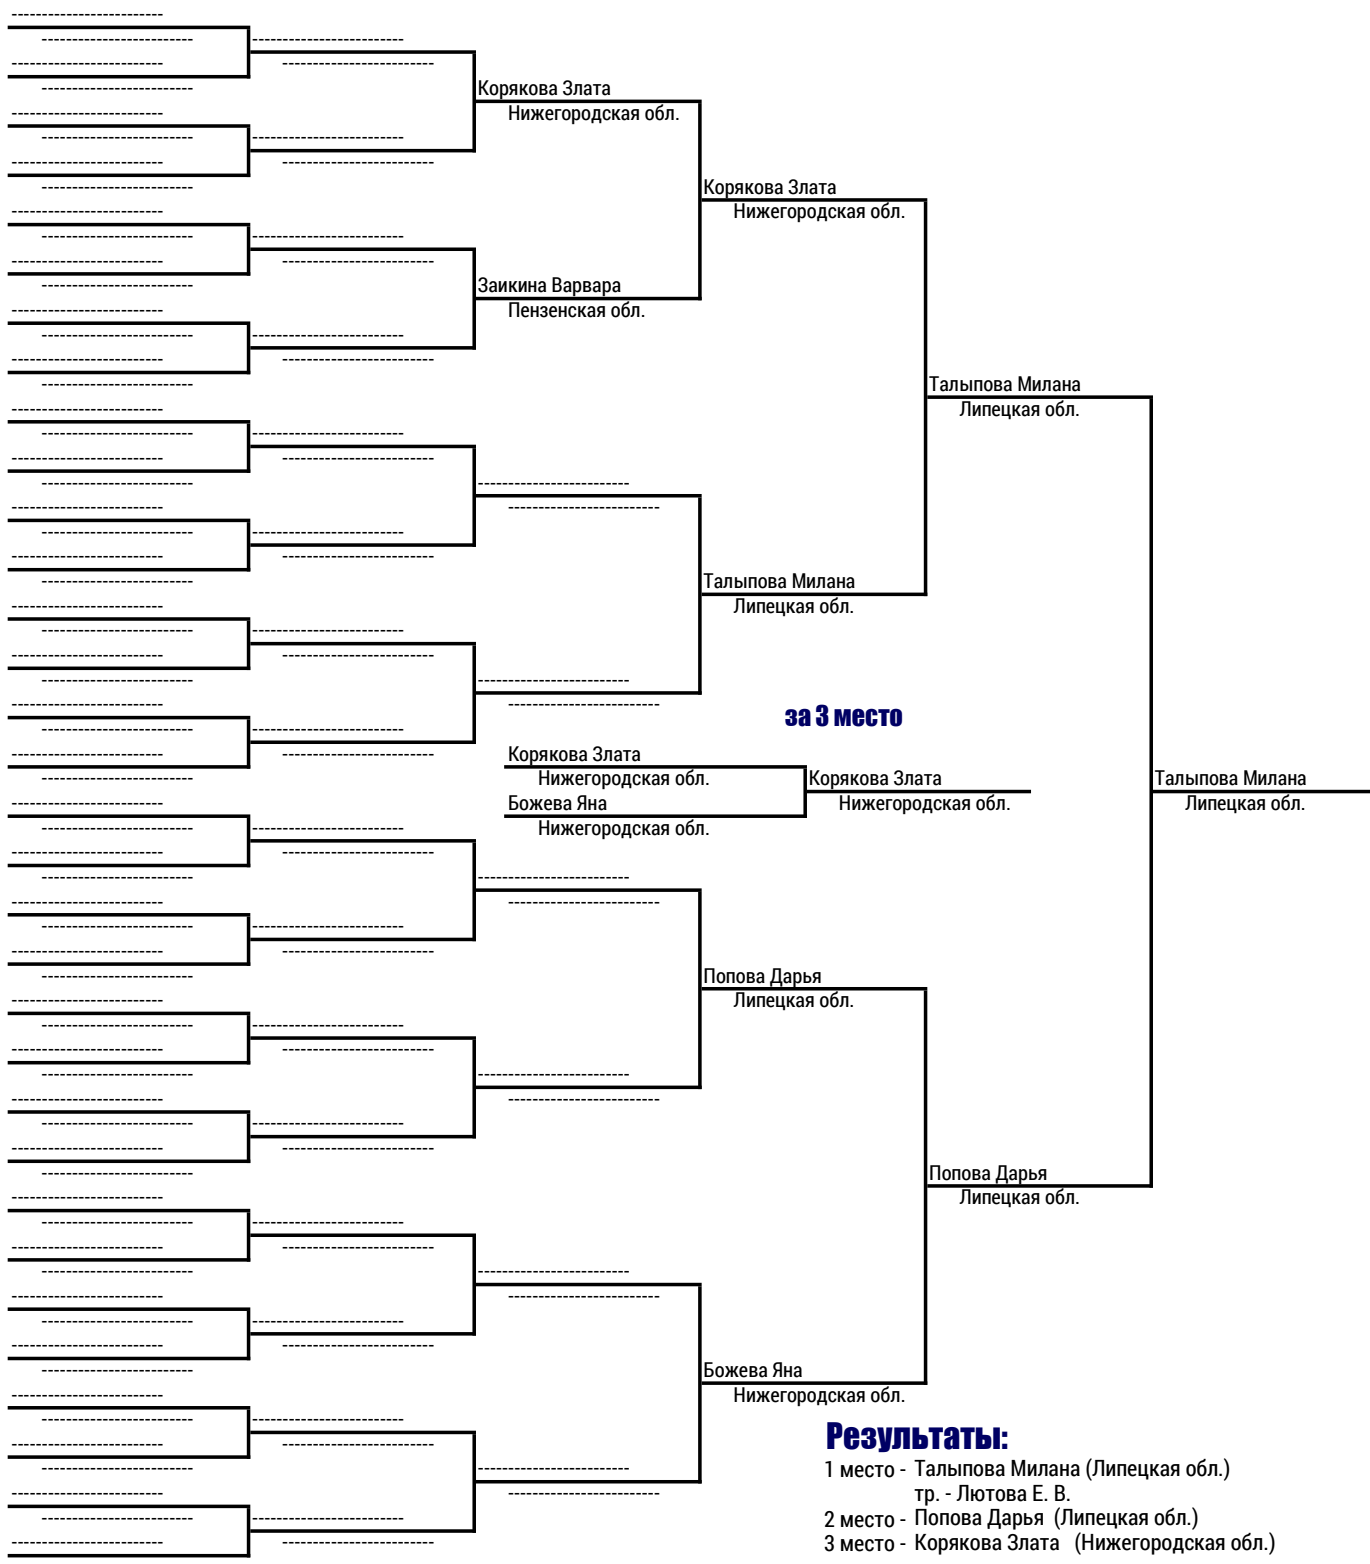 Корякова Злата
Нижегородская обл.
Корякова Злата
Нижегородская обл.
Заикина Варвара
Пензенская обл.
Талыпова Милана
Липецкая обл.
Талыпова Милана
Липецкая обл.
за 3 место
Корякова Злата
Нижегородская обл.
Божева Яна
Нижегородская обл.
Корякова Злата
Нижегородская обл.
Талыпова Милана
Липецкая обл.
Попова Дарья
Липецкая обл.
Попова Дарья
Липецкая обл.
Божева Яна
Нижегородская обл.
Результаты:
1 место - Талыпова Милана (Липецкая обл.)
тр. - Лютова Е. В.
2 место - Попова Дарья (Липецкая обл.)
3 место - Корякова Злата (Нижегородская обл.)